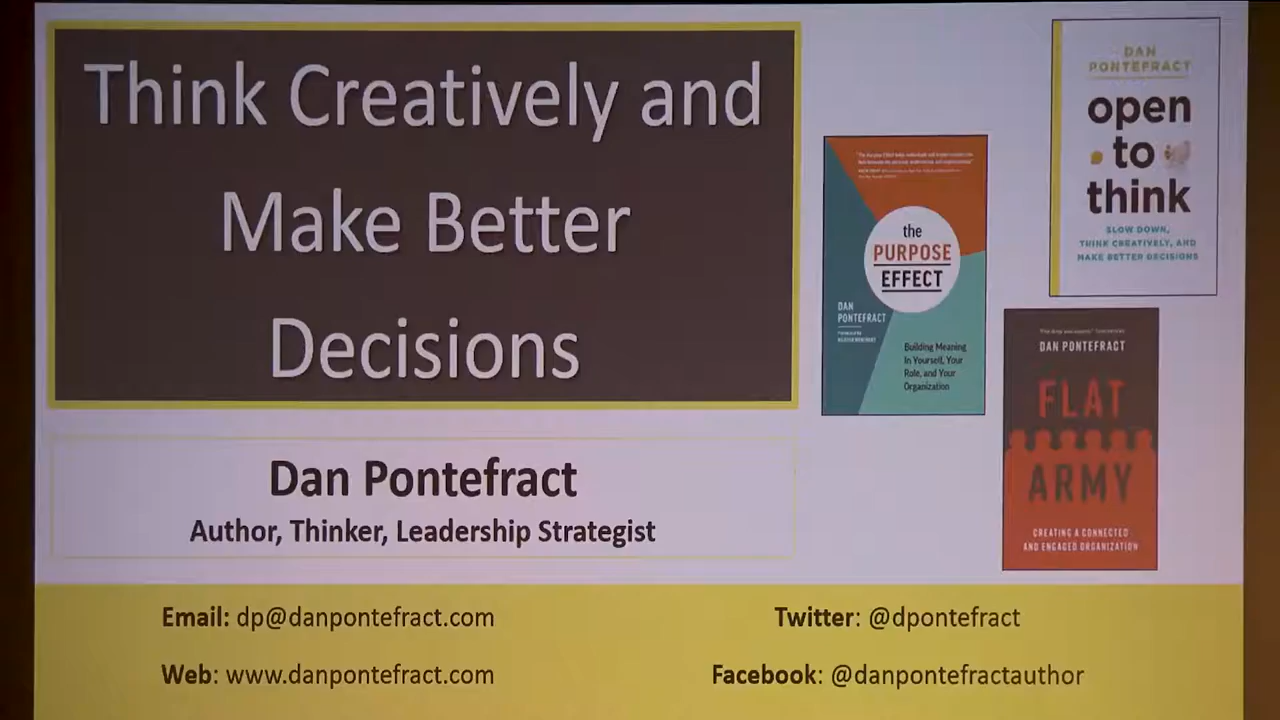 Think Creatively and
Make Better
Decisions
Dan Pontefract
Author, Thinker, Leadership Strategist
the
PURPOSE
EFFECT
DAN
PONTEFRACT
Building Meaning
In Yourself, Your
Role, and Your
Organization
DAN
PONTEFRACT
open
to
think
SLOW DOWN,
THINK CREATIVELY, AND
MAKE BETTER DECISIONS
DAN PONTEFRACT
FLAT
ARMY
CREATING A CONNECTED
AND ENGAGED ORGANIZATION
Email: dp@danpontefract.com
Twitter: @dpontefract
Web: www.danpontefract.com
Facebook: @danpontefractauthor